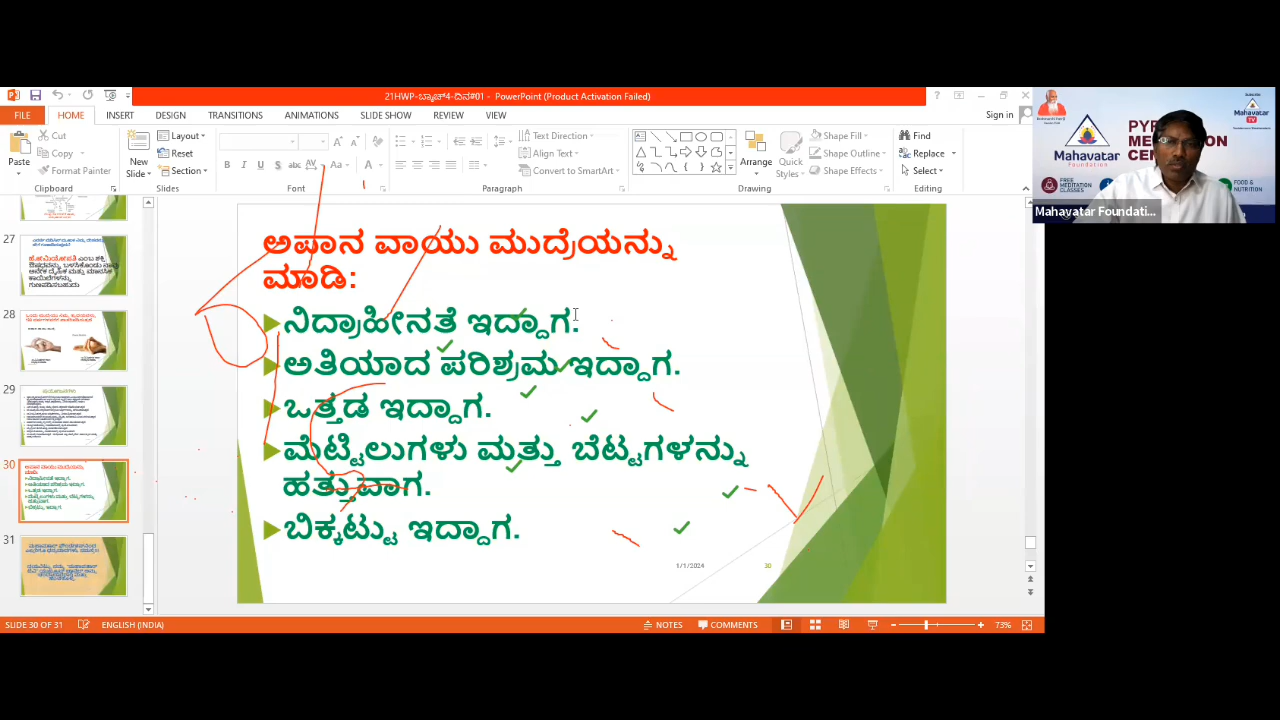 21HWP-ಬ್ಯಾಚ್4-ದಿನ#01 - PowerPoint (Product Activation Failed)
FILE HOME INSERT DESIGN TRANSITIONS ANIMATIONS SLIDE SHOW REVIEW VIEW Sign in
Paste
Cut
Copy
Format Painter
Clipboard
New Slide
Layout
Reset
Section
Slides
Font
Text Direction
Align Text
Convert to SmartArt
Paragraph
Arrange
Quick Styles
Shape Fill
Shape Outline
Shape Effects
Drawing
Find
Replace
Select
Editing
27
28
29
30
31
ಅಪಾನ ವಾಯು ಮುದ್ರೆಯನ್ನು
ಮಾಡಿ:
ನಿದ್ರಾಹೀನತೆ ಇದ್ದಾಗ.
ಅತಿಯಾದ ಪರಿಶ್ರಮ ಇದ್ದಾಗ.
ಒತ್ತಡ ಇದ್ದಾಗ.
ಮೆಟ್ಟಿಲುಗಳು ಮತ್ತು ಬೆಟ್ಟಗಳನ್ನು
ಹತ್ತುವಾಗ.
ಬಿಕ್ಕಟ್ಟು ಇದ್ದಾಗ.
1/1/2024 30
Mahavatar
Foundation
PYR
MEDITATION
CEN
FREE MEDITATION CLASSES
FOOD & NUTRITION
Mahavatar TV
Mahavatar Foundati...
SLIDE 30 OF 31 ENGLISH (INDIA) NOTES COMMENTS 73%